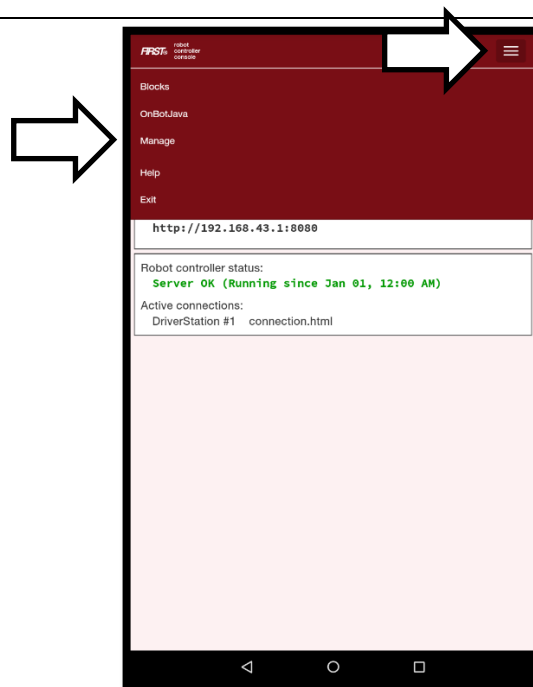 FIRST® robot
controller
console
Blocks
OnBotJava
Manage
Help
Exit
http://192.168.43.1:8080
Robot controller status:
Server OK (Running since Jan 01, 12:00 AM)
Active connections:
DriverStation #1 connection.html